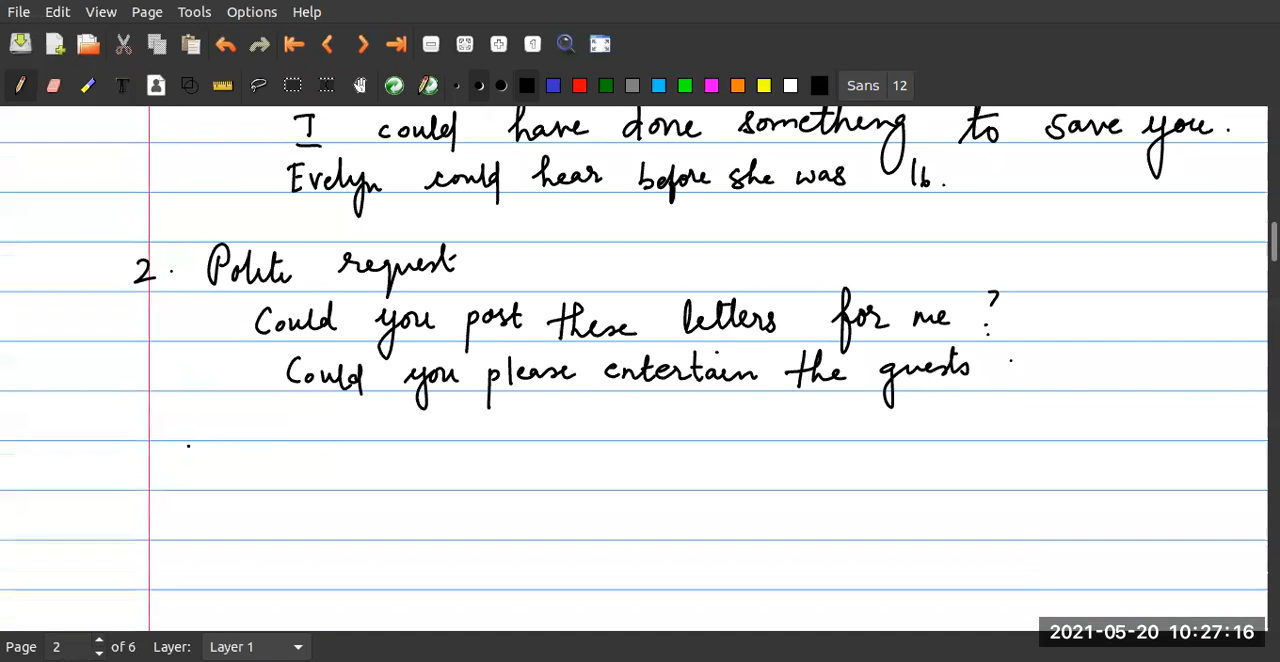 File Edit View Page Tools Options Help
Sans 12
I could have done something to save you.
Evelyn could hear before she was 16.
2. Polite request
Could you post these letters for me?
Could you please entertain the guests
Page 2 of 6 Layer: Layer 1
2021-05-20 10:27:16